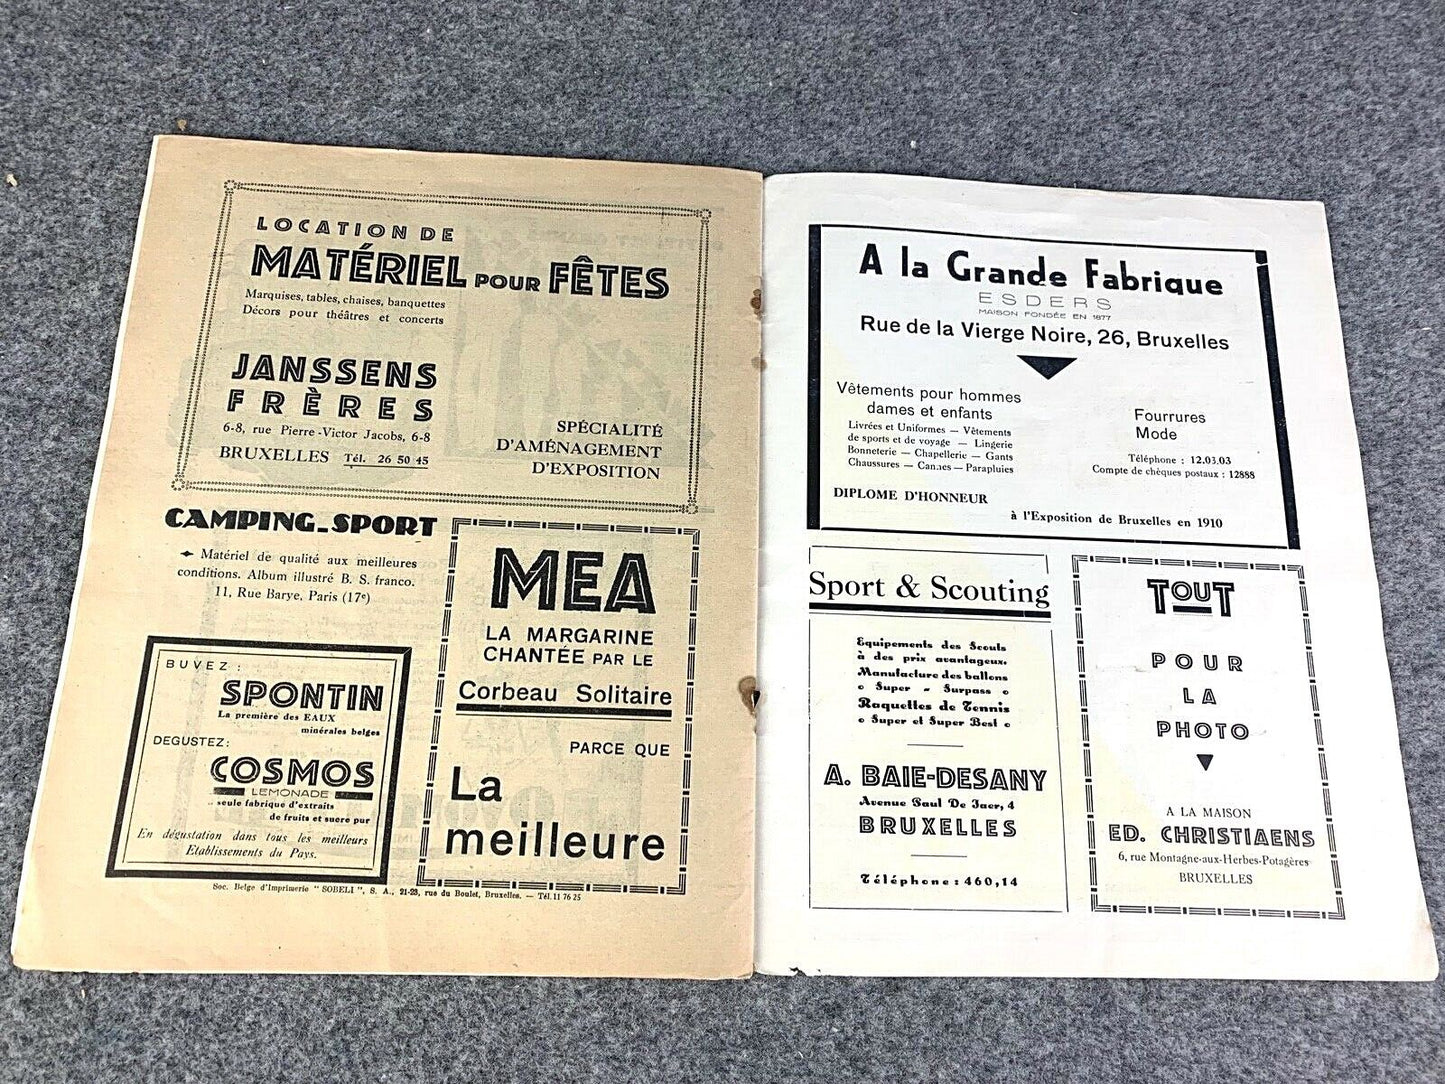 LOCATION DE
MATÉRIEL POUR FÊTES
Marquises, tables, chaises, banquettes
Décors pour théâtres et concerts
JANSSENS
FRÈRES
6-8, rue Pierre-Victor Jacobs, 6-8
BRUXELLES Tél. 26 50 45
SPÉCIALITÉ
D'AMÉNAGEMENT
D'EXPOSITION
CAMPING-SPORT
Matériel de qualité aux meilleures
conditions. Album illustré B. S. franco.
11, Rue Barye, Paris (17e)
BUVEZ :
SPONTIN
La première des EAUX
minérales belges
DEGUSTEZ:
COSMOS
LEMONADE
.. seule fabrique d'extraits
de fruits et sucre pur
En dégustation dans tous les meilleurs
Etablissements du Pays.
MEA
LA MARGARINE
CHANTÉE PAR LE
Corbeau Solitaire
PARCE QUE
La
meilleure
Soc. Belge d'Imprimerie " SOBELI ", S. A., 21-23, rue du Boulet, Bruxelles. — Tél. 11 76 25
A la Grande Fabrique
ESDERS
MAISON FONDÉE EN 1877
Rue de la Vierge Noire, 26, Bruxelles
Vêtements pour hommes
dames et enfants
Livrées et Uniformes — Vêtements
de sports et de voyage — Lingerie
Bonneterie — Chapellerie — Gants
Chaussures — Cannes — Parapluies
Fourrures
Mode
Téléphone : 12.03.03
Compte de chèques postaux : 12888
DIPLOME D'HONNEUR
à l'Exposition de Bruxelles en 1910
Sport & Scouting
Equipements des Scouts
à des prix avantageux.
Manufacture des ballons
o Super - Surpass o
Raquettes de Tennis
o Super et Super Best o
A. BAIE-DESANY
Avenue Paul De Jaer, 4
BRUXELLES
Téléphone : 460,14
TOUT
POUR
LA
PHOTO
A LA MAISON
ED. CHRISTIAENS
6, rue Montagne-aux-Herbes-Potagères
BRUXELLES